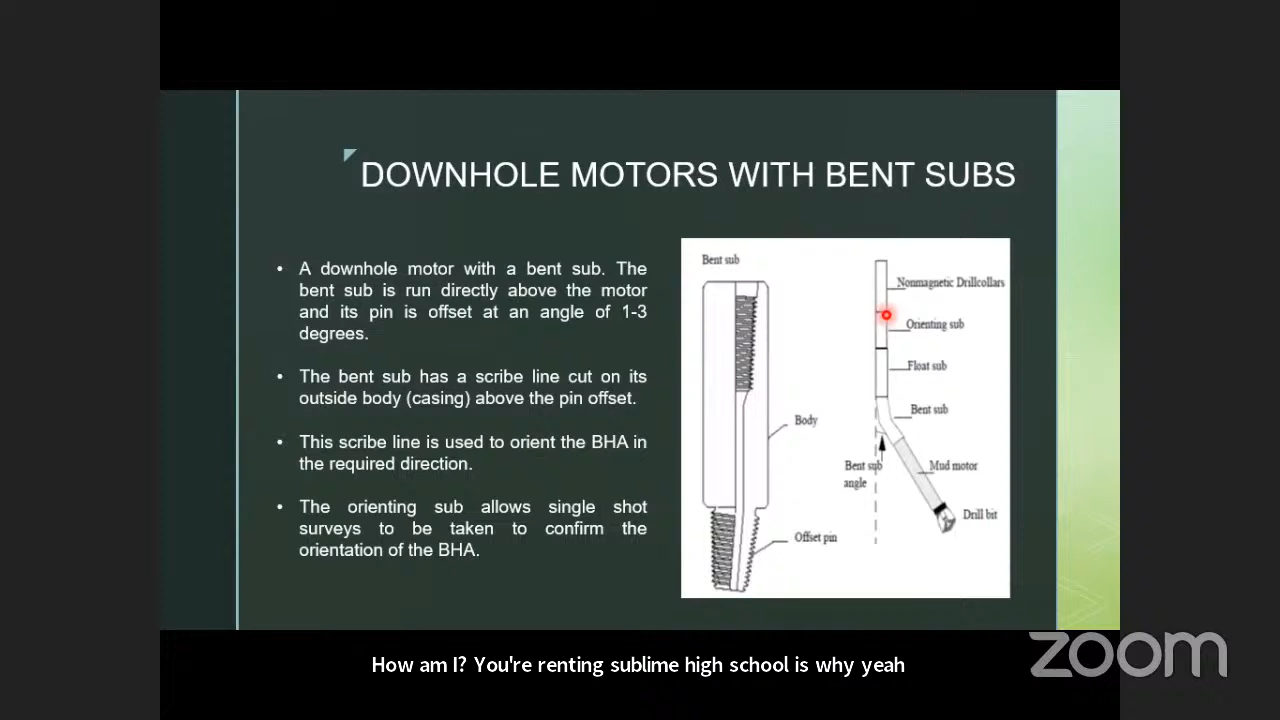 DOWNHOLE MOTORS WITH BENT SUBS
• A downhole motor with a bent sub. The
bent sub is run directly above the motor
and its pin is offset at an angle of 1-3
degrees.
• The bent sub has a scribe line cut on its
outside body (casing) above the pin offset.
• This scribe line is used to orient the BHA in
the required direction.
• The orienting sub allows single shot
surveys to be taken to confirm the
orientation of the BHA.
Bent sub
Body
Offset pin
Nonmagnetic Drillcollars
Orienting sub
Float sub
Bent sub
Bent sub
angle
Mud motor
Drill bit
How am I? You're renting sublime high school is why yeah
zoom